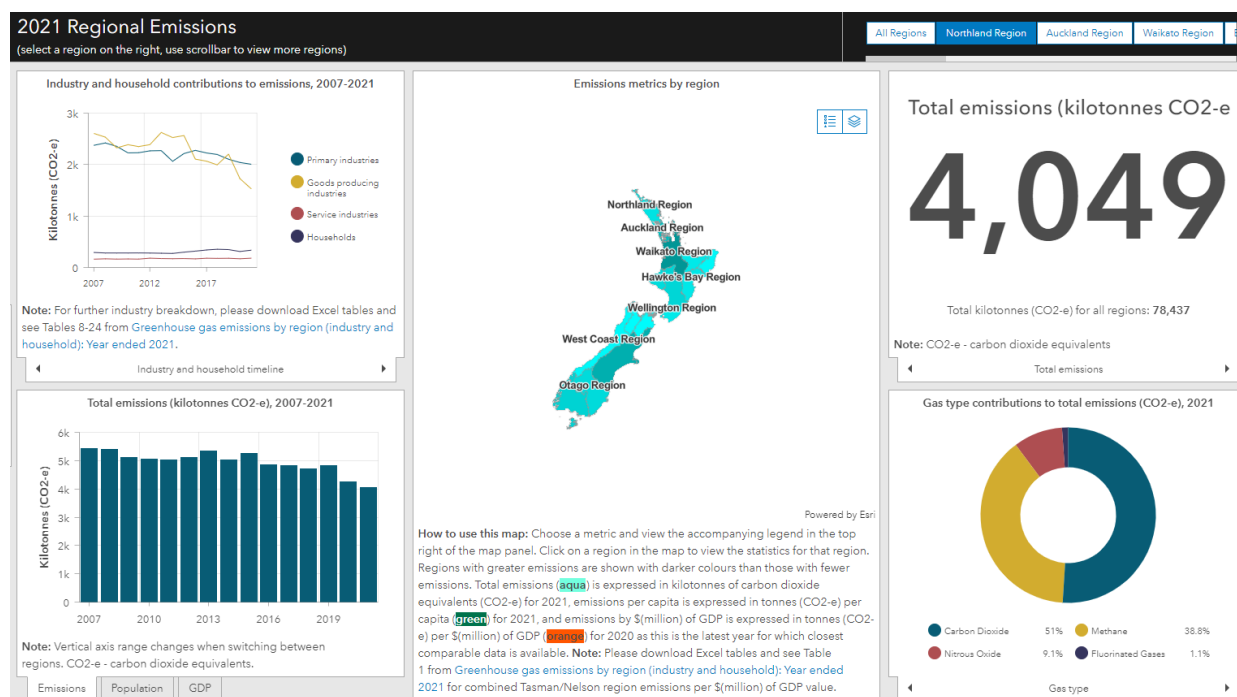 2021 Regional Emissions
(select a region on the right, use scrollbar to view more regions)
All Regions
Northland Region
Auckland Region
Waikato Region
Industry and household contributions to emissions, 2007-2021
Kilotonnes (CO2-e)
3k
2k
1k
0
2007
2012
2017
Primary industries
Goods producing
industries
Service industries
Households
Note: For further industry breakdown, please download Excel tables and
see Tables 8-24 from Greenhouse gas emissions by region (industry and
household): Year ended 2021.
Industry and household timeline
Total emissions (kilotonnes CO2-e), 2007-2021
Kilotonnes (CO2-e)
6k
5k
4k
3k
2k
1k
0
2007
2010
2013
2016
2019
Note: Vertical axis range changes when switching between
regions. CO2-e - carbon dioxide equivalents.
Emissions
Population
GDP
Emissions metrics by region
Northland Region
Auckland Region
Waikato Region
Hawke's Bay Region
Wellington Region
West Coast Region
Otago Region
Powered by Esri
How to use this map: Choose a metric and view the accompanying legend in the top
right of the map panel. Click on a region in the map to view the statistics for that region.
Regions with greater emissions are shown with darker colours than those with fewer
emissions. Total emissions (aqua) is expressed in kilotonnes of carbon dioxide
equivalents (CO2-e) for 2021, emissions per capita is expressed in tonnes (CO2-e) per
capita (green) for 2021, and emissions by $(million) of GDP is expressed in tonnes (CO2-
e) per $(million) of GDP (orange) for 2020 as this is the latest year for which closest
comparable data is available. Note: Please download Excel tables and see Table
1 from Greenhouse gas emissions by region (industry and household): Year ended
2021 for combined Tasman/Nelson region emissions per $(million) of GDP value.
Total emissions (kilotonnes CO2-e
4,049
Total kilotonnes (CO2-e) for all regions: 78,437
Note: CO2-e - carbon dioxide equivalents
Total emissions
Gas type contributions to total emissions (CO2-e), 2021
Carbon Dioxide 51%
Methane 38.8%
Nitrous Oxide 9.1%
Fluorinated Gases 1.1%
Gas type